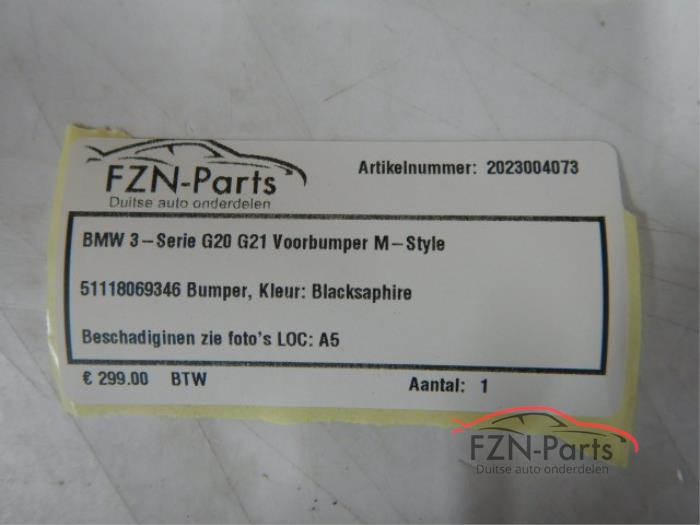 FZN-Parts
Duitse auto onderdelen
Artikelnummer: 2023004073
BMW 3-Serie G20 G21 Voorbumper M-Style
51118069346 Bumper, Kleur: Blacksaphire
Beschadiginen zie foto's LOC: A5
€ 299.00 BTW
Aantal: 1
FZN-Parts
Duitse auto onderdelen